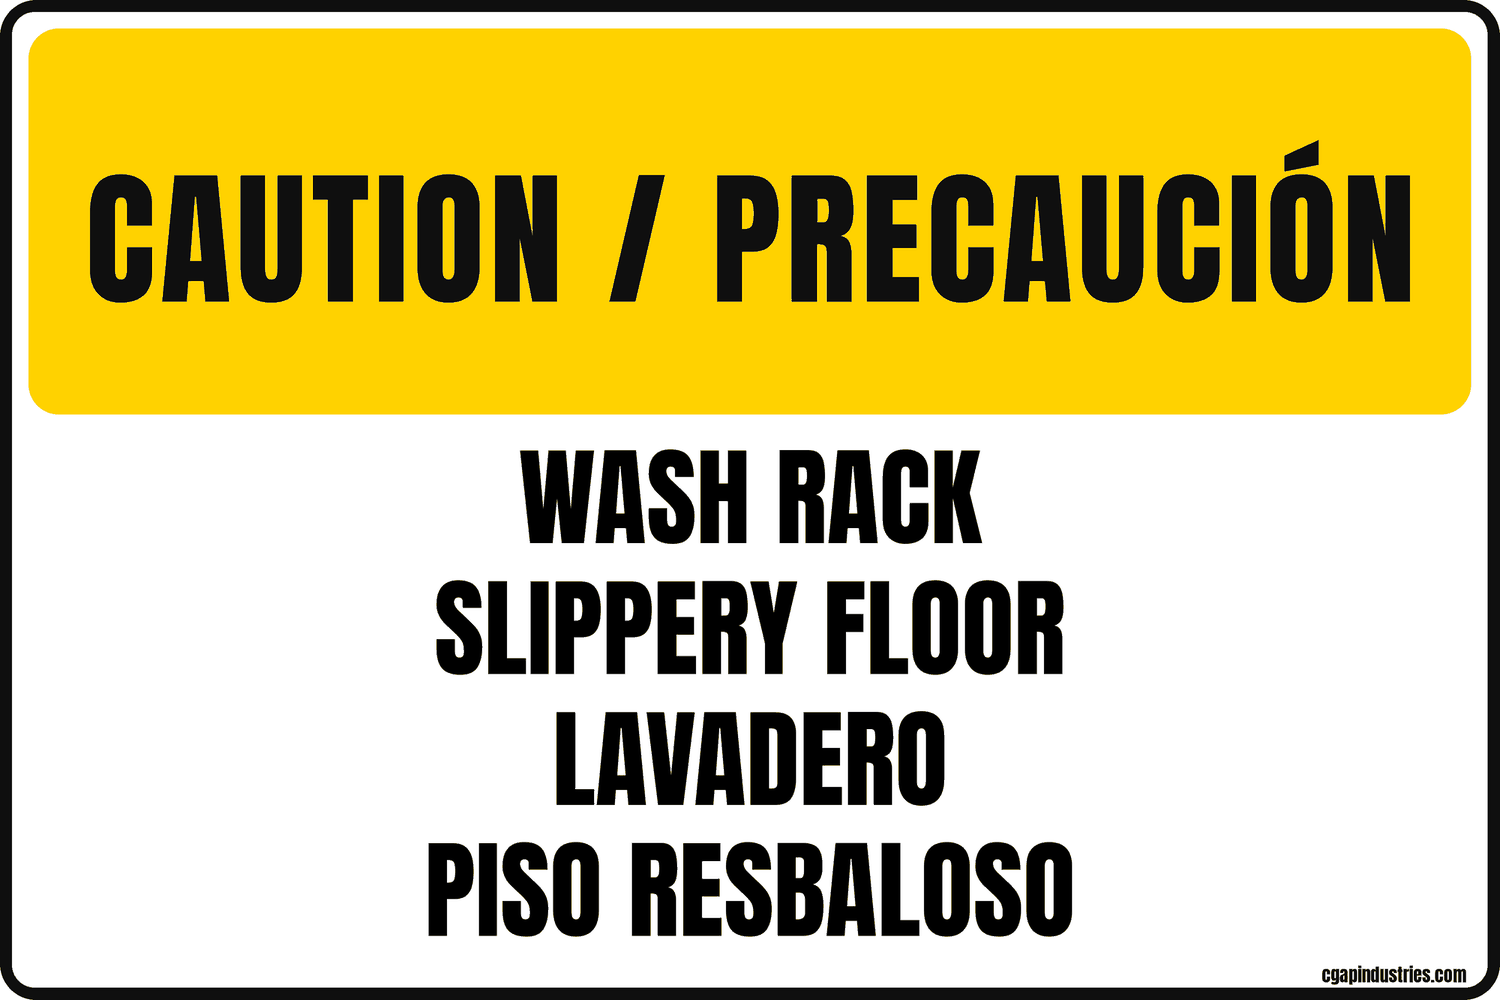 CAUTION / PRECAUCIÓN
WASH RACK
SLIPPERY FLOOR
LAVADERO
PISO RESBALOSO
cgapindustries.com